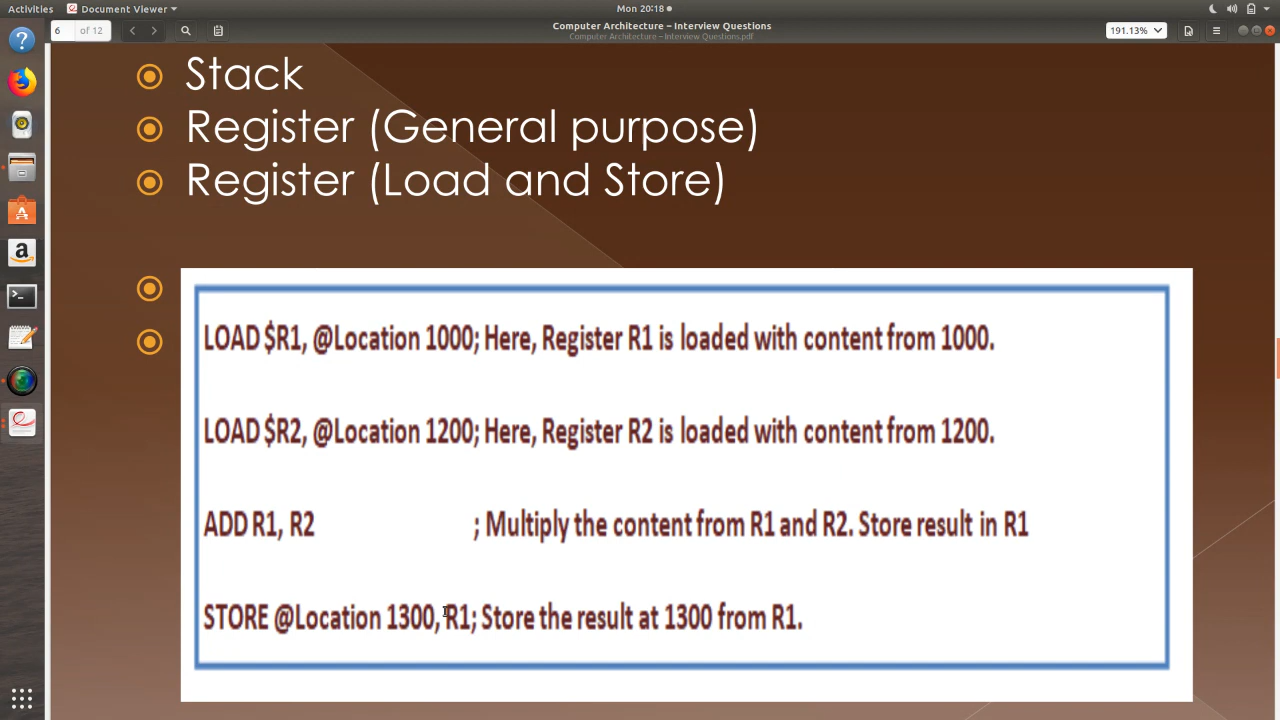 Activities Document Viewer Mon 20:18
6 of 12 Computer Architecture – Interview Questions 191.13%
Computer Architecture – Interview Questions.pdf
Stack
Register (General purpose)
Register (Load and Store)
LOAD $R1, @Location 1000; Here, Register R1 is loaded with content from 1000.
LOAD $R2, @Location 1200; Here, Register R2 is loaded with content from 1200.
ADD R1, R2 ; Multiply the content from R1 and R2. Store result in R1
STORE @Location 1300, R1; Store the result at 1300 from R1.